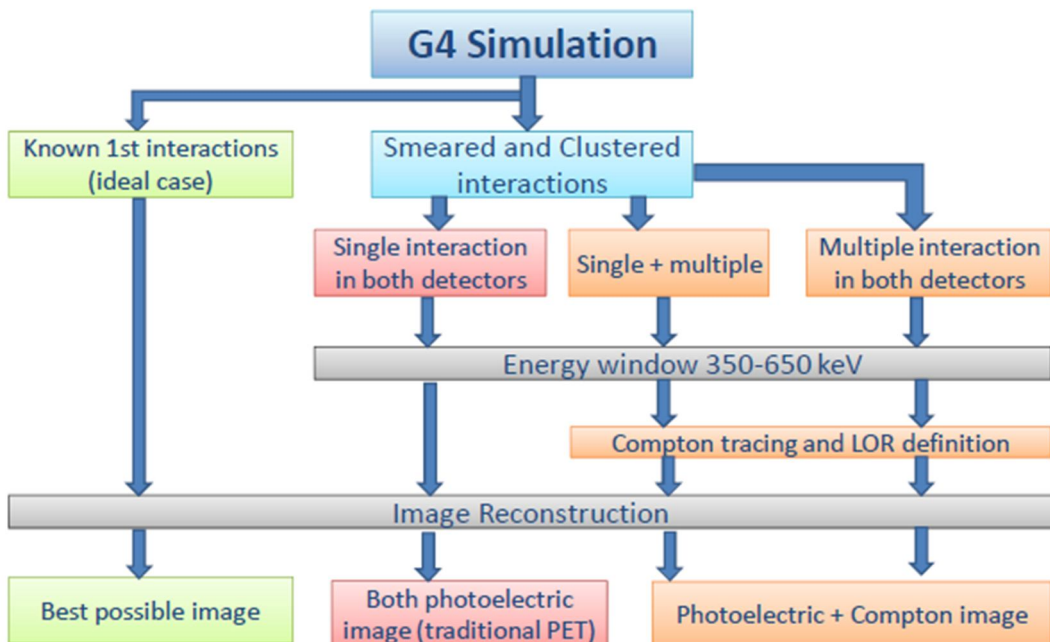 G4 Simulation
Known 1st interactions
(ideal case)
Smeared and Clustered
interactions
Single interaction
in both detectors
Single + multiple
Multiple interaction
in both detectors
Energy window 350-650 keV
Compton tracing and LOR definition
Image Reconstruction
Best possible image
Both photoelectric
image (traditional PET)
Photoelectric + Compton image